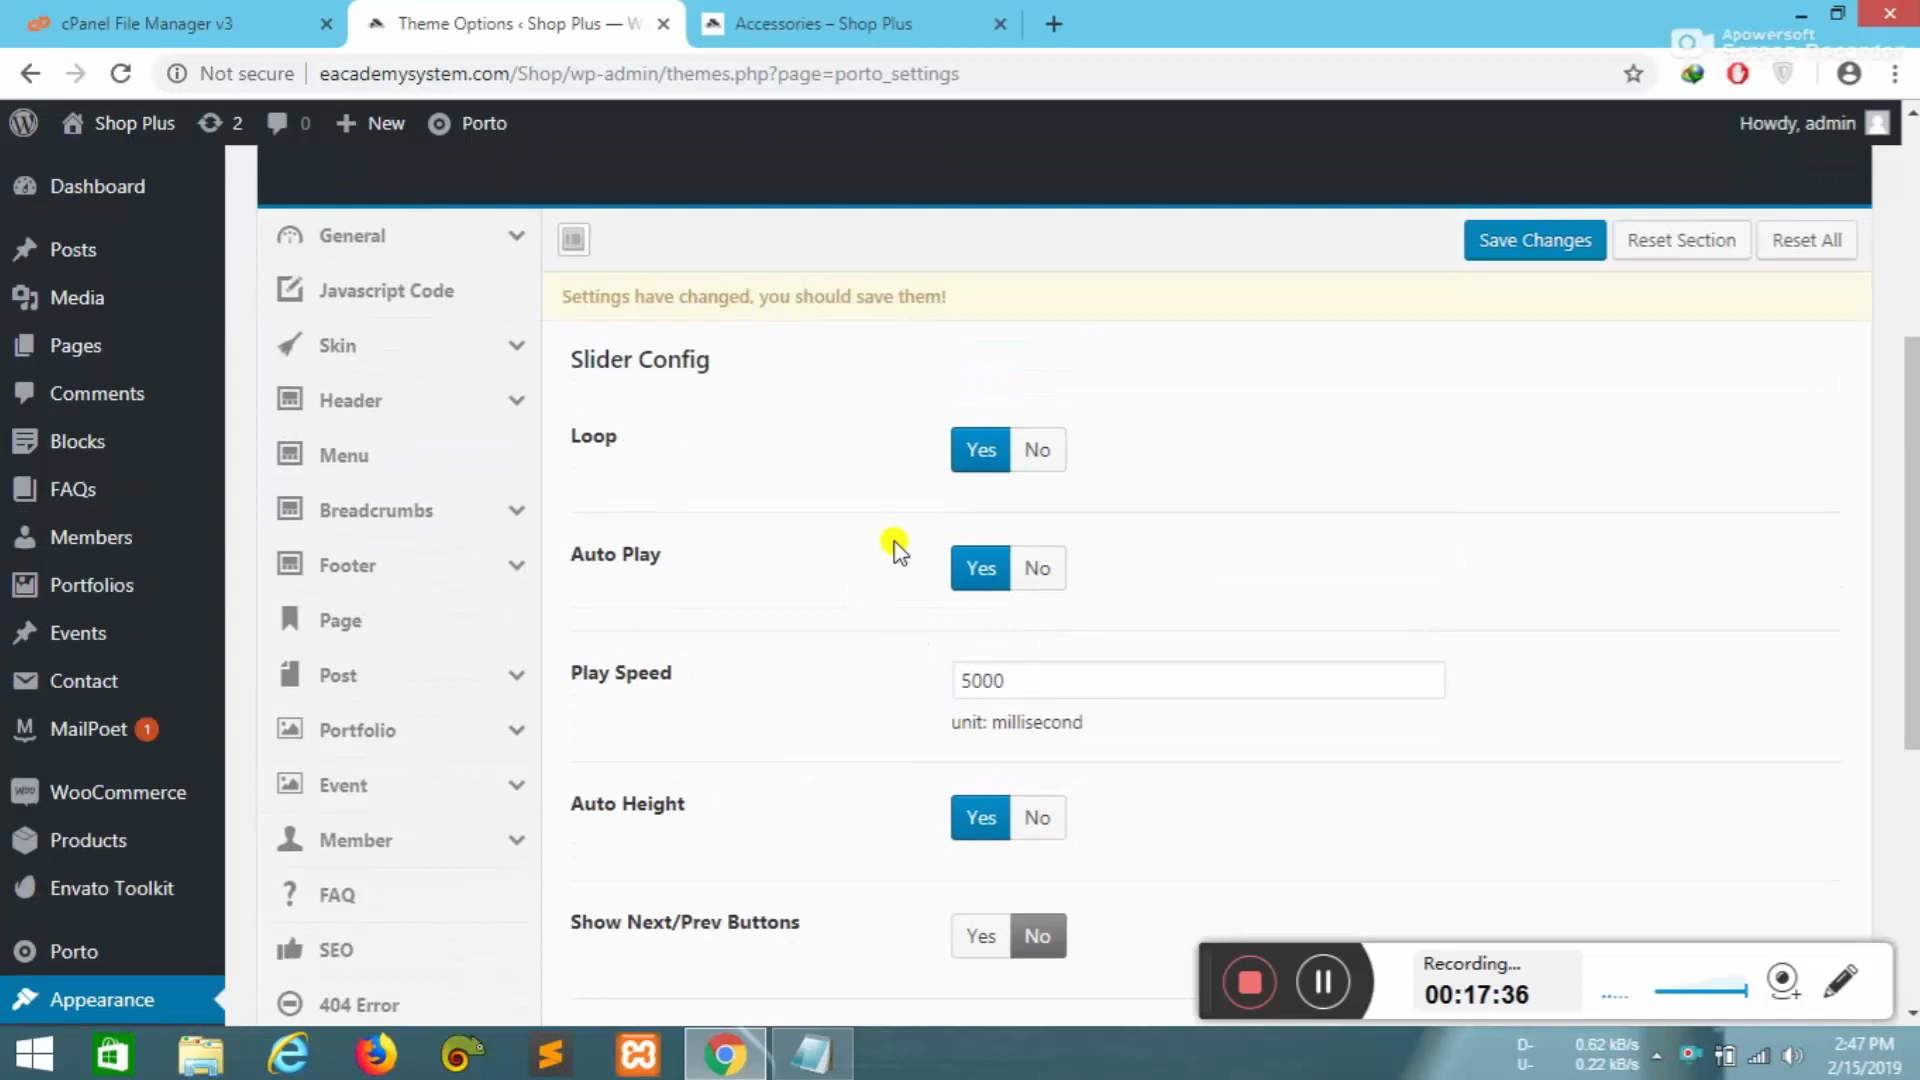 cPanel File Manager v3
Theme Options ‹ Shop Plus — W
Accessories – Shop Plus
Apowersoft
Screen Recorder
Not secure
eacademysystem.com/Shop/wp-admin/themes.php?page=porto_settings
Shop Plus
2
0
New
Porto
Howdy, admin
Dashboard
Posts
Media
Pages
Comments
Blocks
FAQs
Members
Portfolios
Events
Contact
MailPoet 1
WooCommerce
Products
Envato Toolkit
Porto
Appearance
General
Javascript Code
Skin
Header
Menu
Breadcrumbs
Footer
Page
Post
Portfolio
Event
Member
FAQ
SEO
404 Error
Save Changes
Reset Section
Reset All
Settings have changed, you should save them!
Slider Config
Loop
Yes No
Auto Play
Yes No
Play Speed
5000
unit: millisecond
Auto Height
Yes No
Show Next/Prev Buttons
Yes No
Recording...
00:17:36
D- 0.62 kB/s
U- 0.22 kB/s
2:47 PM
2/15/2019